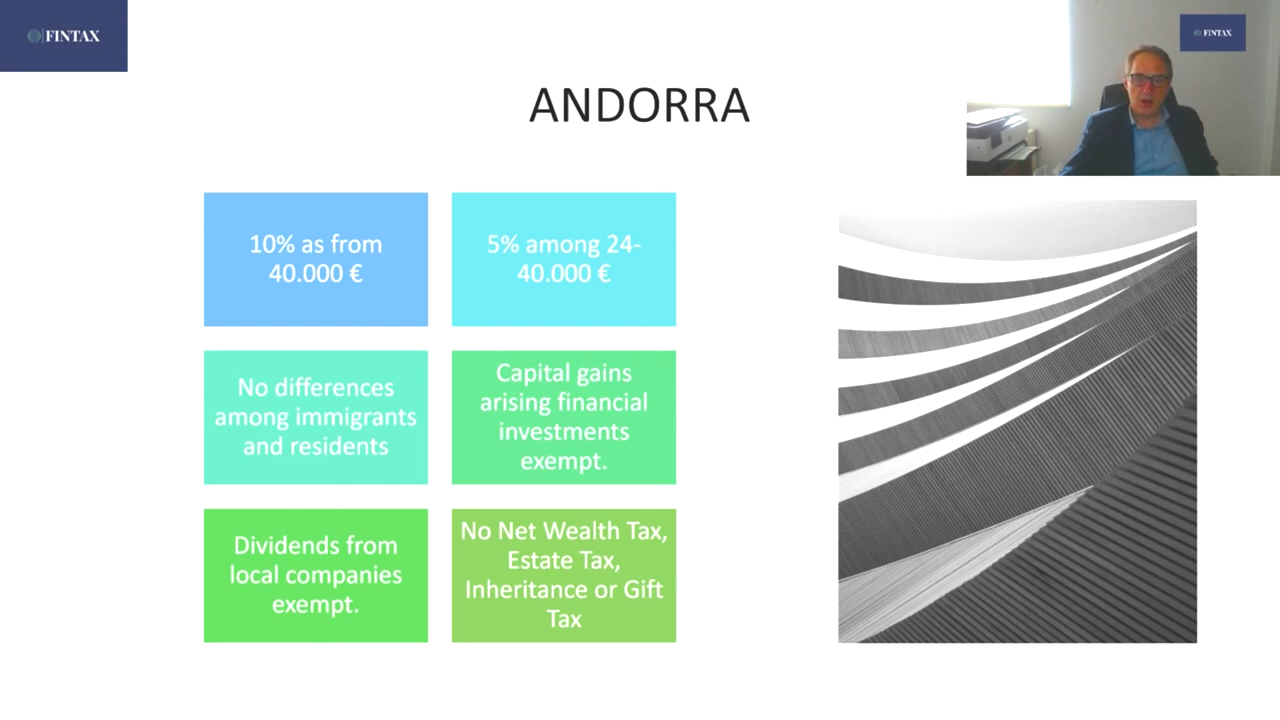 FINTAX
FINTAX
ANDORRA
10% as from
40.000 €
5% among 24-
40.000 €
No differences
among immigrants
and residents
Capital gains
arising financial
investments
exempt.
Dividends from
local companies
exempt.
No Net Wealth Tax,
Estate Tax,
Inheritance or Gift
Tax